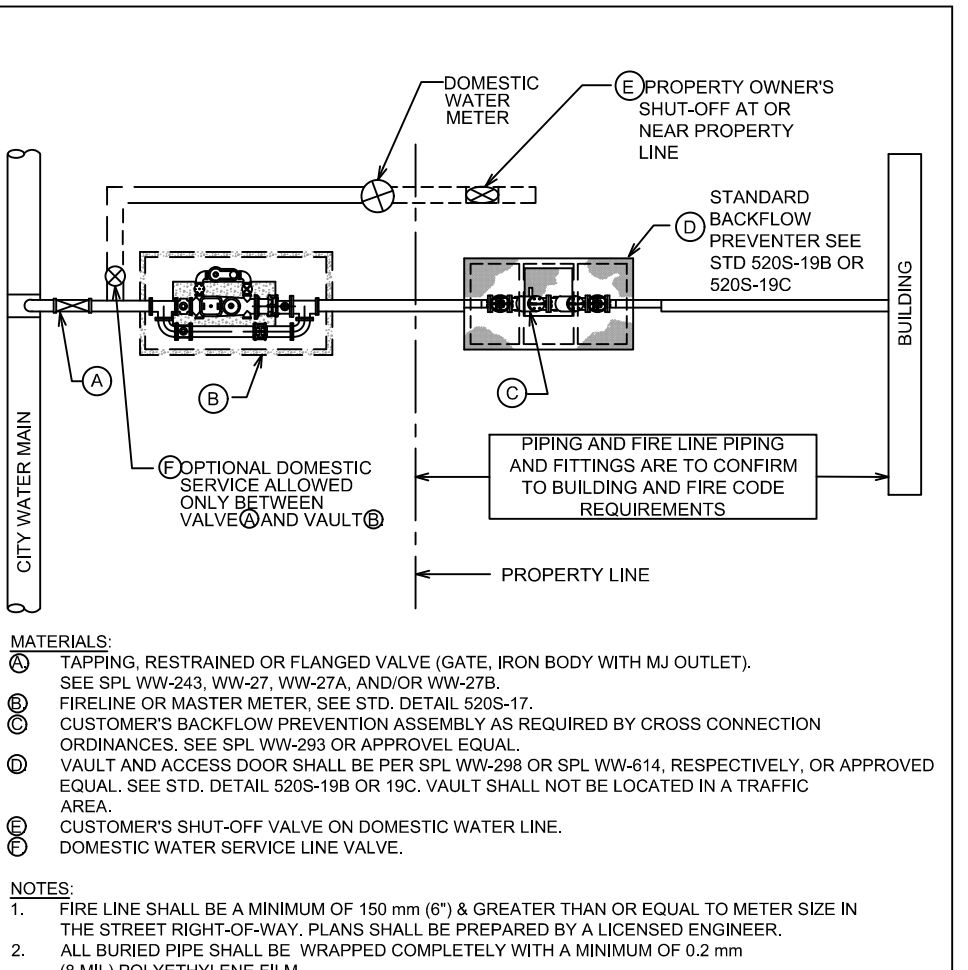 DOMESTIC
WATER
METER
E PROPERTY OWNER'S
SHUT-OFF AT OR
NEAR PROPERTY
LINE
STANDARD
D BACKFLOW
PREVENTER SEE
STD 520S-19B OR
520S-19C
BUILDING
A
B
C
CITY WATER MAIN
F OPTIONAL DOMESTIC
SERVICE ALLOWED
ONLY BETWEEN
VALVE A AND VAULT B.
PIPING AND FIRE LINE PIPING
AND FITTINGS ARE TO CONFIRM
TO BUILDING AND FIRE CODE
REQUIREMENTS
PROPERTY LINE
MATERIALS:
A. TAPPING, RESTRAINED OR FLANGED VALVE (GATE, IRON BODY WITH MJ OUTLET).
SEE SPL WW-243, WW-27, WW-27A, AND/OR WW-27B.
B. FIRELINE OR MASTER METER, SEE STD. DETAIL 520S-17.
C CUSTOMER'S BACKFLOW PREVENTION ASSEMBLY AS REQUIRED BY CROSS CONNECTION
ORDINANCES. SEE SPL WW-293 OR APPROVEL EQUAL.
D. VAULT AND ACCESS DOOR SHALL BE PER SPL WW-298 OR SPL WW-614, RESPECTIVELY, OR APPROVED
EQUAL. SEE STD. DETAIL 520S-19B OR 19C. VAULT SHALL NOT BE LOCATED IN A TRAFFIC
AREA.
E CUSTOMER'S SHUT-OFF VALVE ON DOMESTIC WATER LINE.
F. DOMESTIC WATER SERVICE LINE VALVE.
NOTES:
1. FIRE LINE SHALL BE A MINIMUM OF 150 mm (6") & GREATER THAN OR EQUAL TO METER SIZE IN
THE STREET RIGHT-OF-WAY. PLANS SHALL BE PREPARED BY A LICENSED ENGINEER.
2. ALL BURIED PIPE SHALL BE WRAPPED COMPLETELY WITH A MINIMUM OF 0.2 mm
(8 MIL) POLYETHYLENE FILM